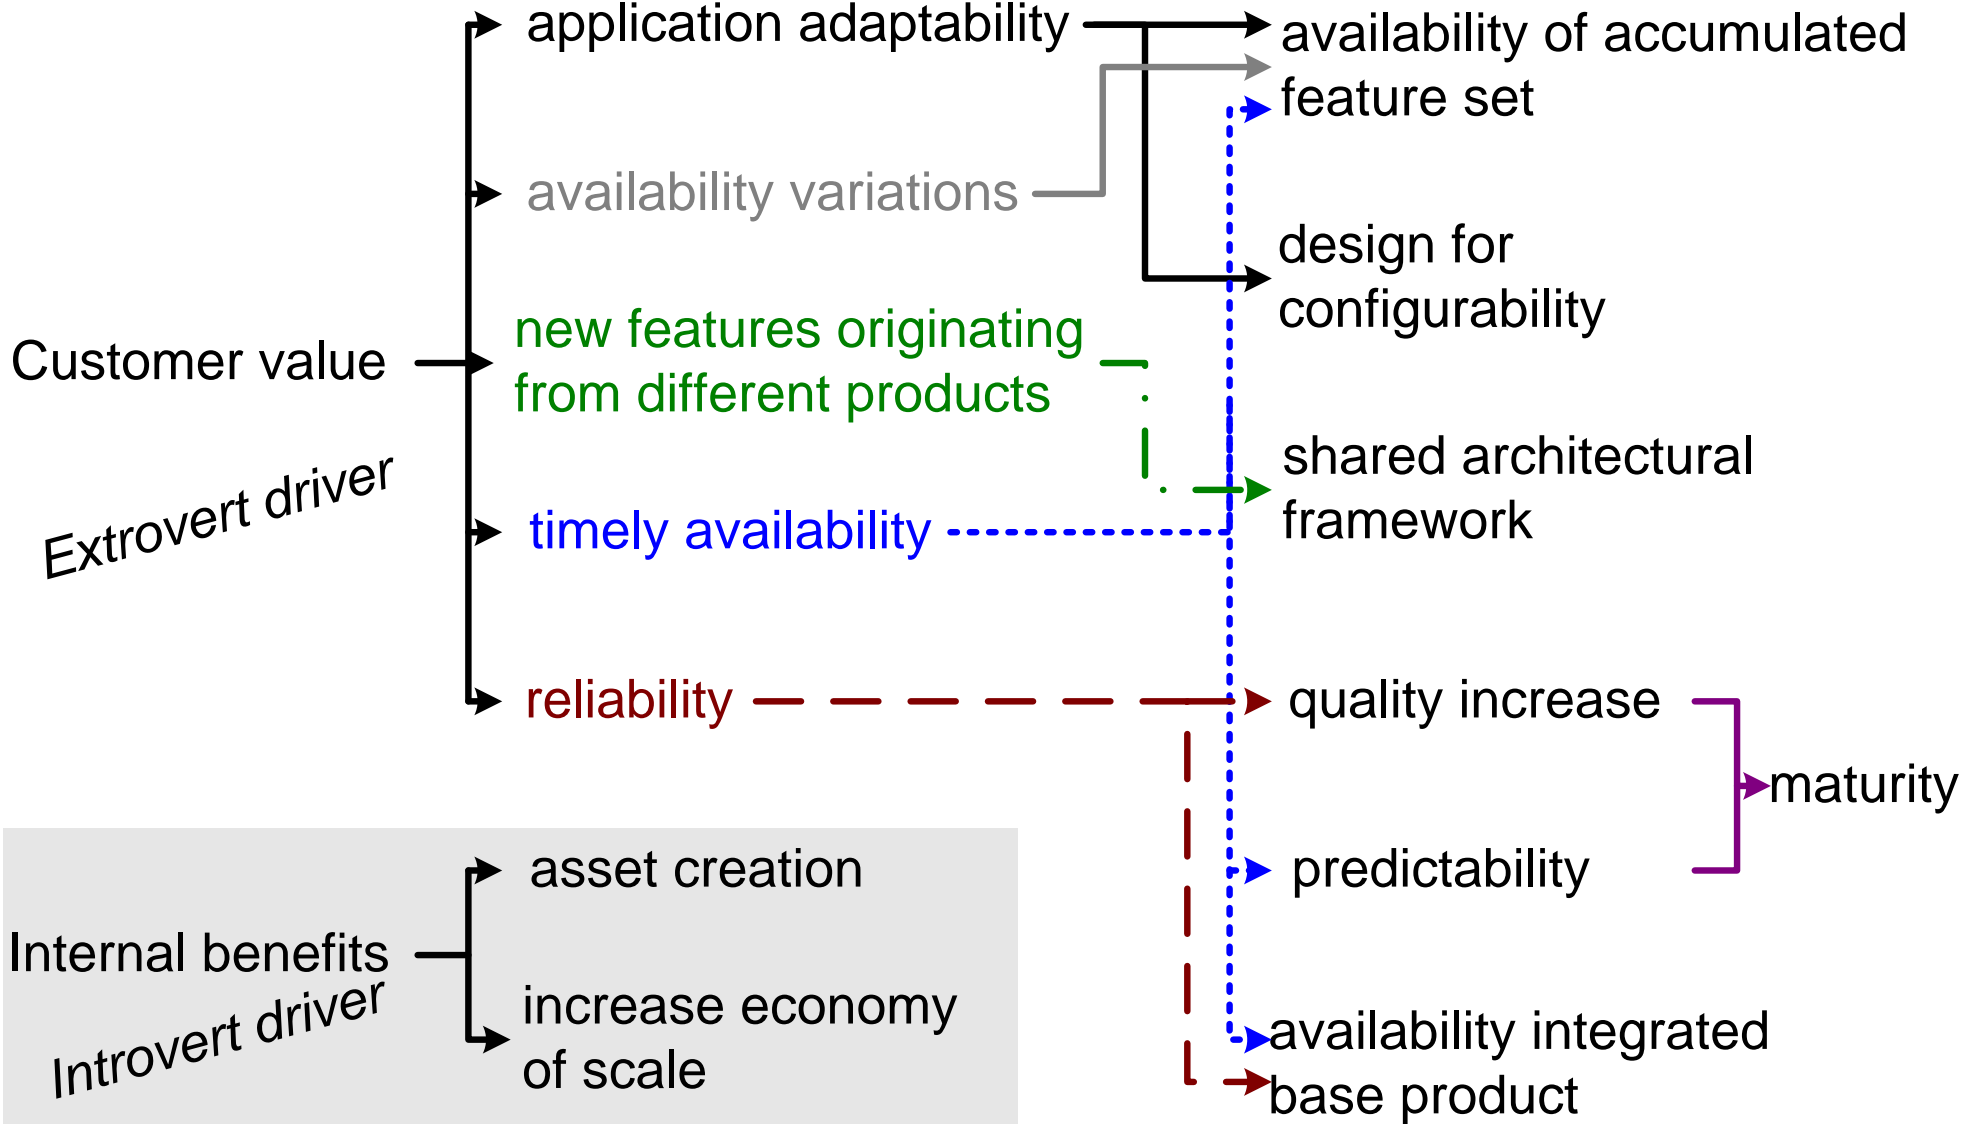 application adaptability
availability of accumulated
feature set
availability variations
design for
configurability
new features originating
from different products
Customer value
Extrovert driver
shared architectural
framework
timely availability
reliability
quality increase
maturity
asset creation
predictability
Internal benefits
Introvert driver
increase economy
of scale
availability integrated
base product